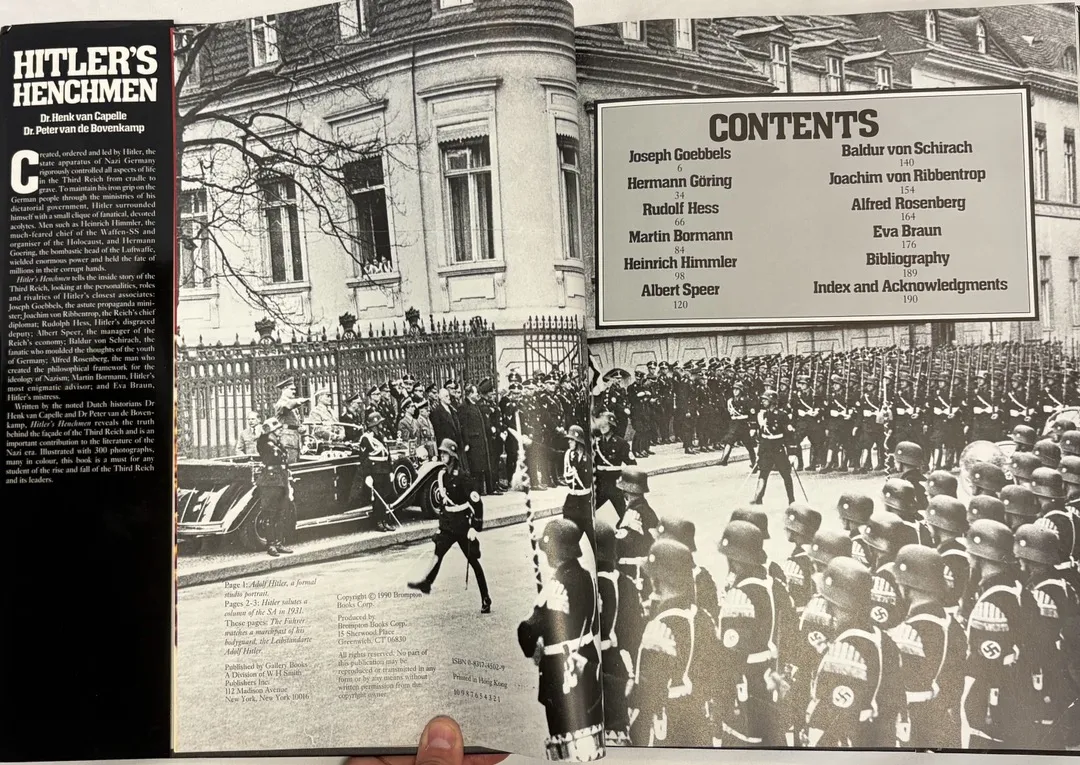 HITLER'S
HENCHMEN
Dr. Henk van Capelle
Dr. Peter van de Bovenkamp
Created, ordered and led by Hitler, the
state apparatus of Nazi Germany
rigorously controlled all aspects of life
in the Third Reich from cradle to
grave. To maintain his iron grip on the
German people through the ministries of his
dictatorial government, Hitler surrounded
himself with a small clique of fanatical, devoted
acolytes. Men such as Heinrich Himmler, the
much-feared chief of the Waffen-SS and
organiser of the Holocaust, and Hermann
Goering, the bombastic head of the Luftwaffe,
wielded enormous power and held the fate of
millions in their corrupt hands.
Hitler's Henchmen tells the inside story of the
Third Reich, looking at the personalities, roles
and rivalries of Hitler's closest associates:
Joseph Goebbels, the astute propaganda mini-
ster; Joachim von Ribbentrop, the Reich's chief
diplomat; Rudolph Hess, Hitler's disgraced
deputy; Albert Speer, the manager of the
Reich's economy; Baldur von Schirach, the
fanatic who moulded the thoughts of the youth
of Germany; Alfred Rosenberg, the man who
created the philosophical framework for the
ideology of Nazism; Martin Bormann, Hitler's
most enigmatic advisor; and Eva Braun,
Hitler's mistress.
Written by the noted Dutch historians Dr
Henk van Capelle and Dr Peter van de Boven-
kamp, Hitler's Henchmen reveals the truth
behind the façade of the Third Reich and is an
important contribution to the literature of the
Nazi era. Illustrated with 300 photographs,
many in colour, this book is a must for any
student of the rise and fall of the Third Reich
and its leaders.
Page 1: Adolf Hitler, a formal
studio portrait.
Pages 2-3: Hitler salutes a
column of the SA in 1931.
These pages: The Führer
watches a marchpast of his
bodyguard, the Leibstandarte
Adolf Hitler.
Published by Gallery Books
A Division of W H Smith
Publishers Inc.
112 Madison Avenue
New York, New York 10016
Copyright © 1990 Brompton
Books Corp.
Produced by
Brompton Books Corp.
15 Sherwood Place
Greenwich, CT 06830
All rights reserved. No part of
this publication may be
reproduced or transmitted in any
form or by any means without
written permission from the
copyright owner.
ISBN 0-8317-4502-9
Printed in Hong Kong
10 9 8 7 6 5 4 3 2 1
CONTENTS
Joseph Goebbels
6
Hermann Göring
34
Rudolf Hess
66
Martin Bormann
84
Heinrich Himmler
98
Albert Speer
120
Baldur von Schirach
140
Joachim von Ribbentrop
154
Alfred Rosenberg
164
Eva Braun
176
Bibliography
189
Index and Acknowledgments
190